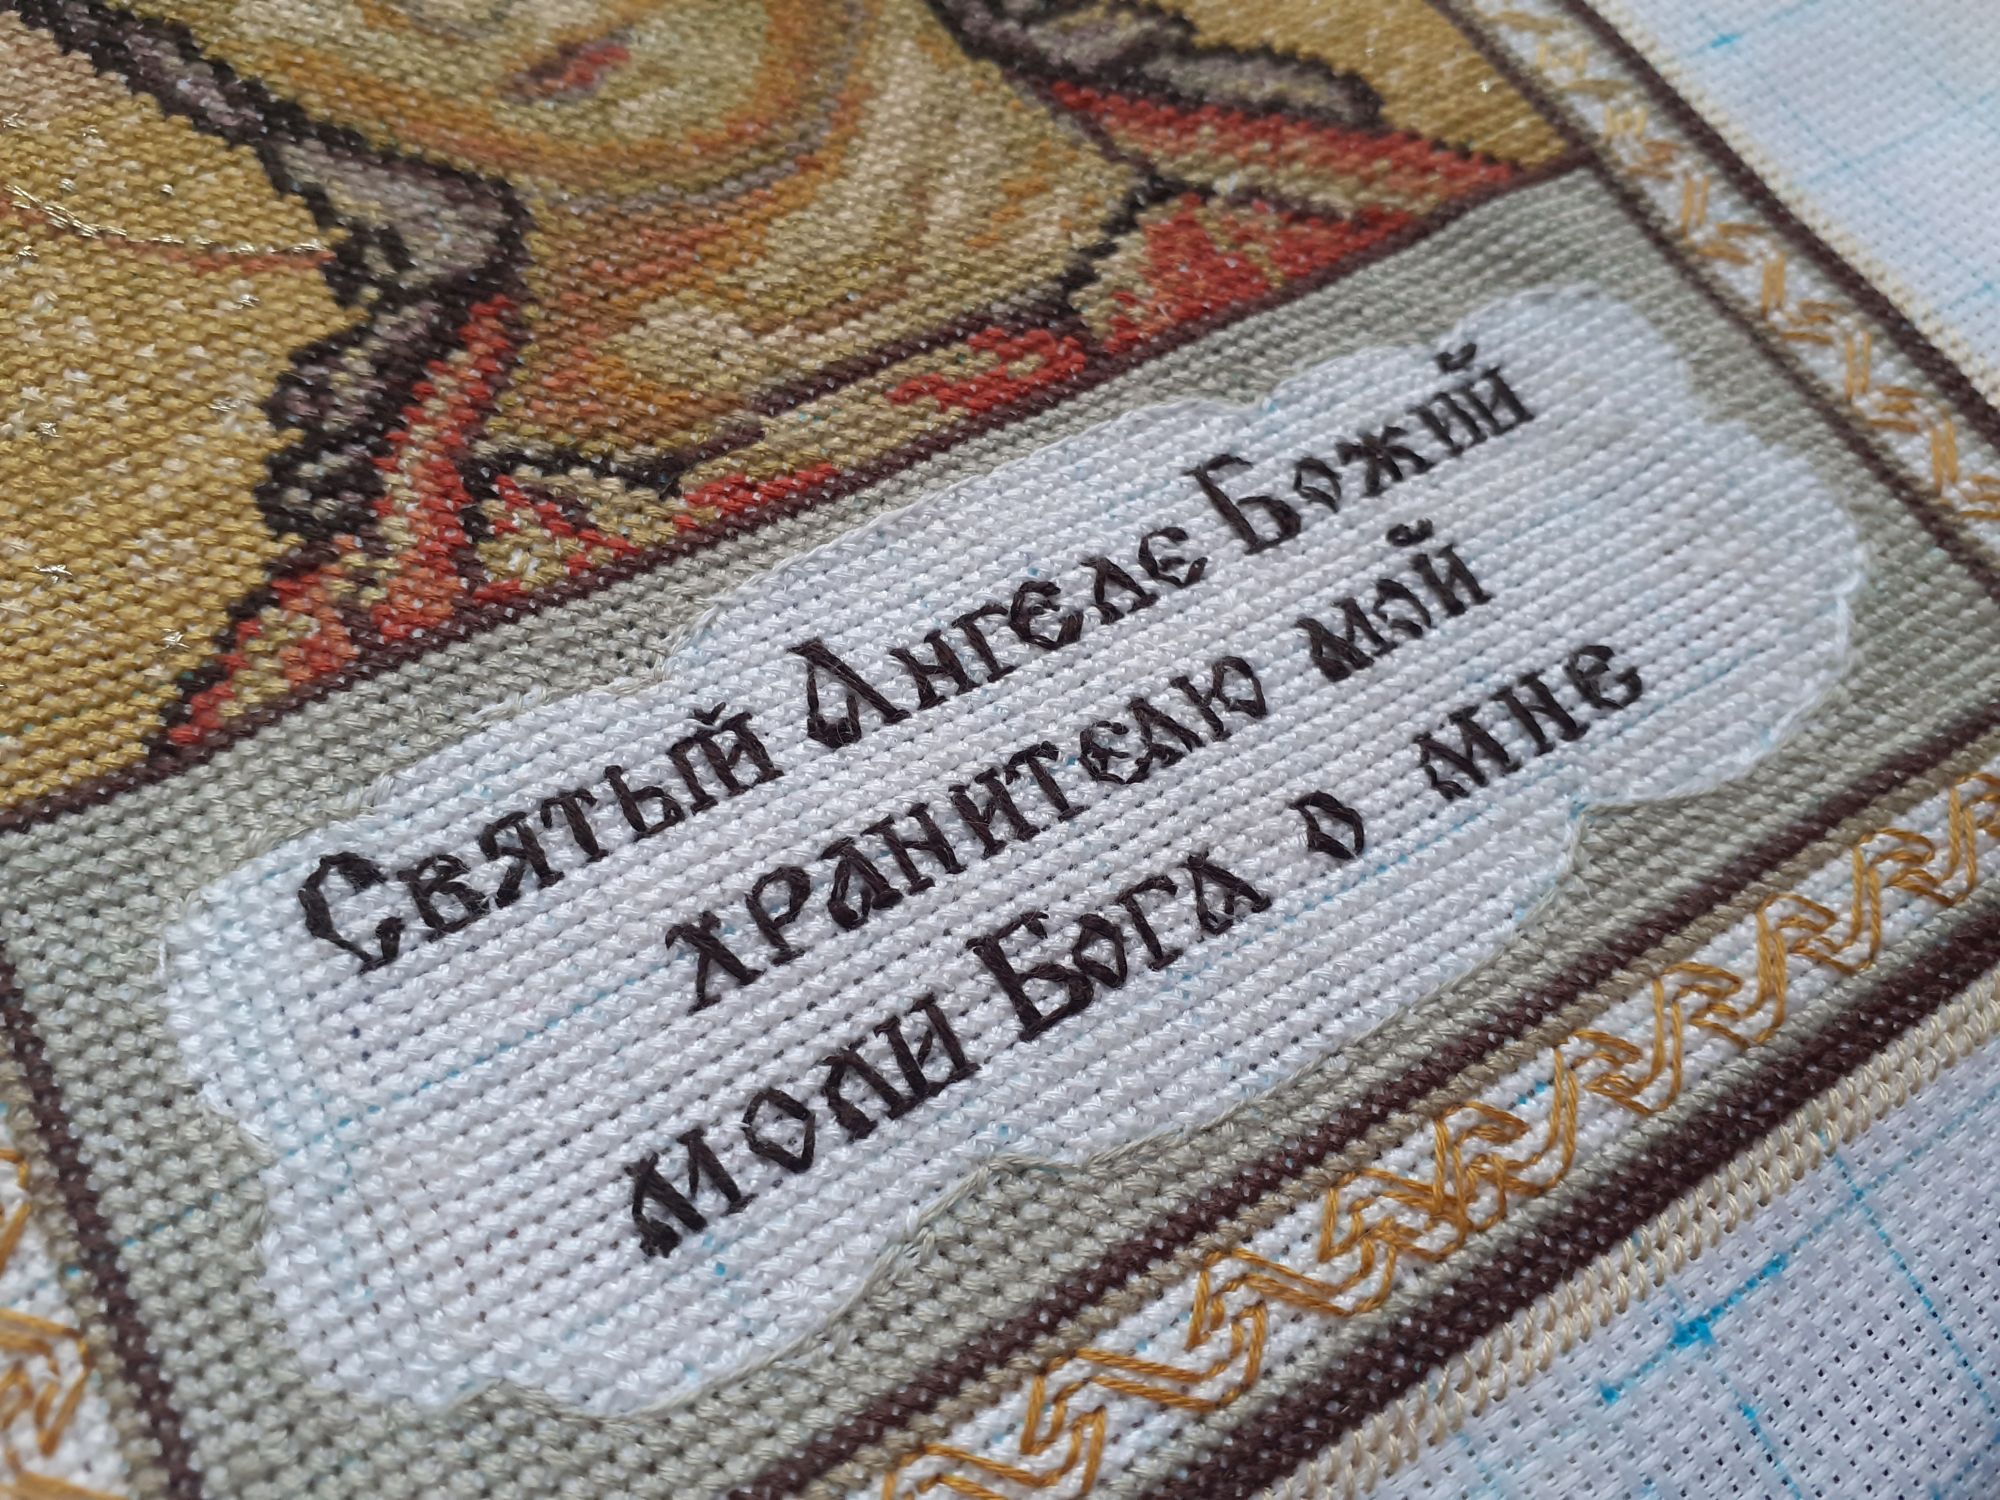 Святый Ангеле Божий
хранителю мой
моли Бога о мне